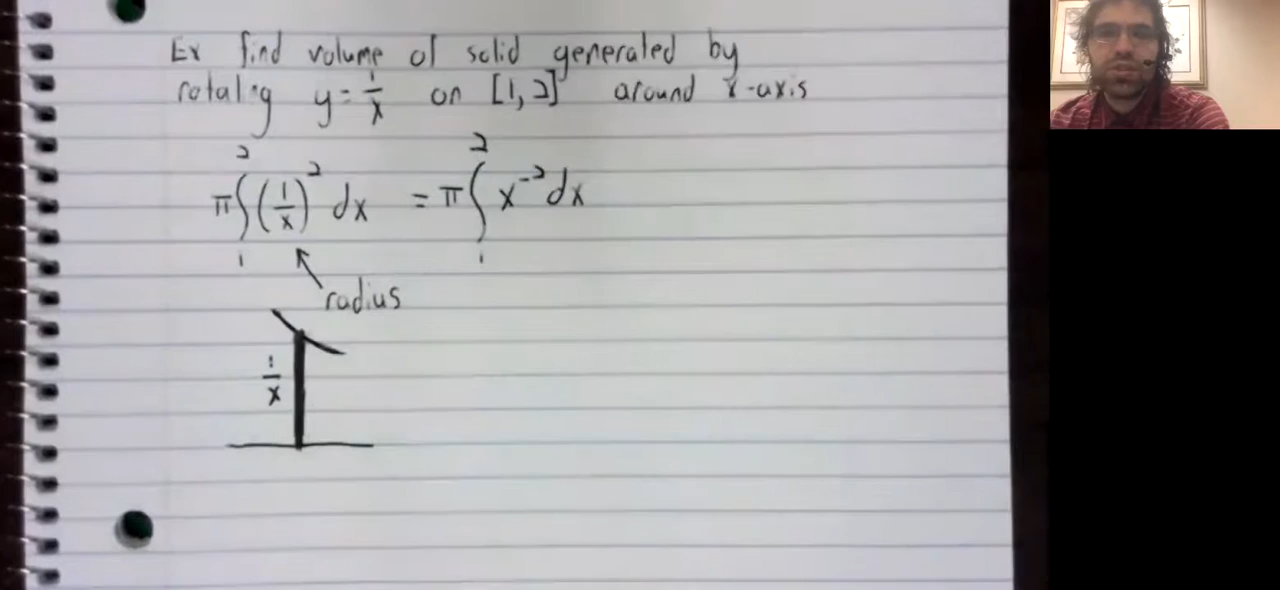 Ex find volume of solid generated by
rotatig y = 1/x on [1, 2] around x-axis
π∫₁² (1/x)² dx = π∫₁² x⁻² dx
radius
1/x